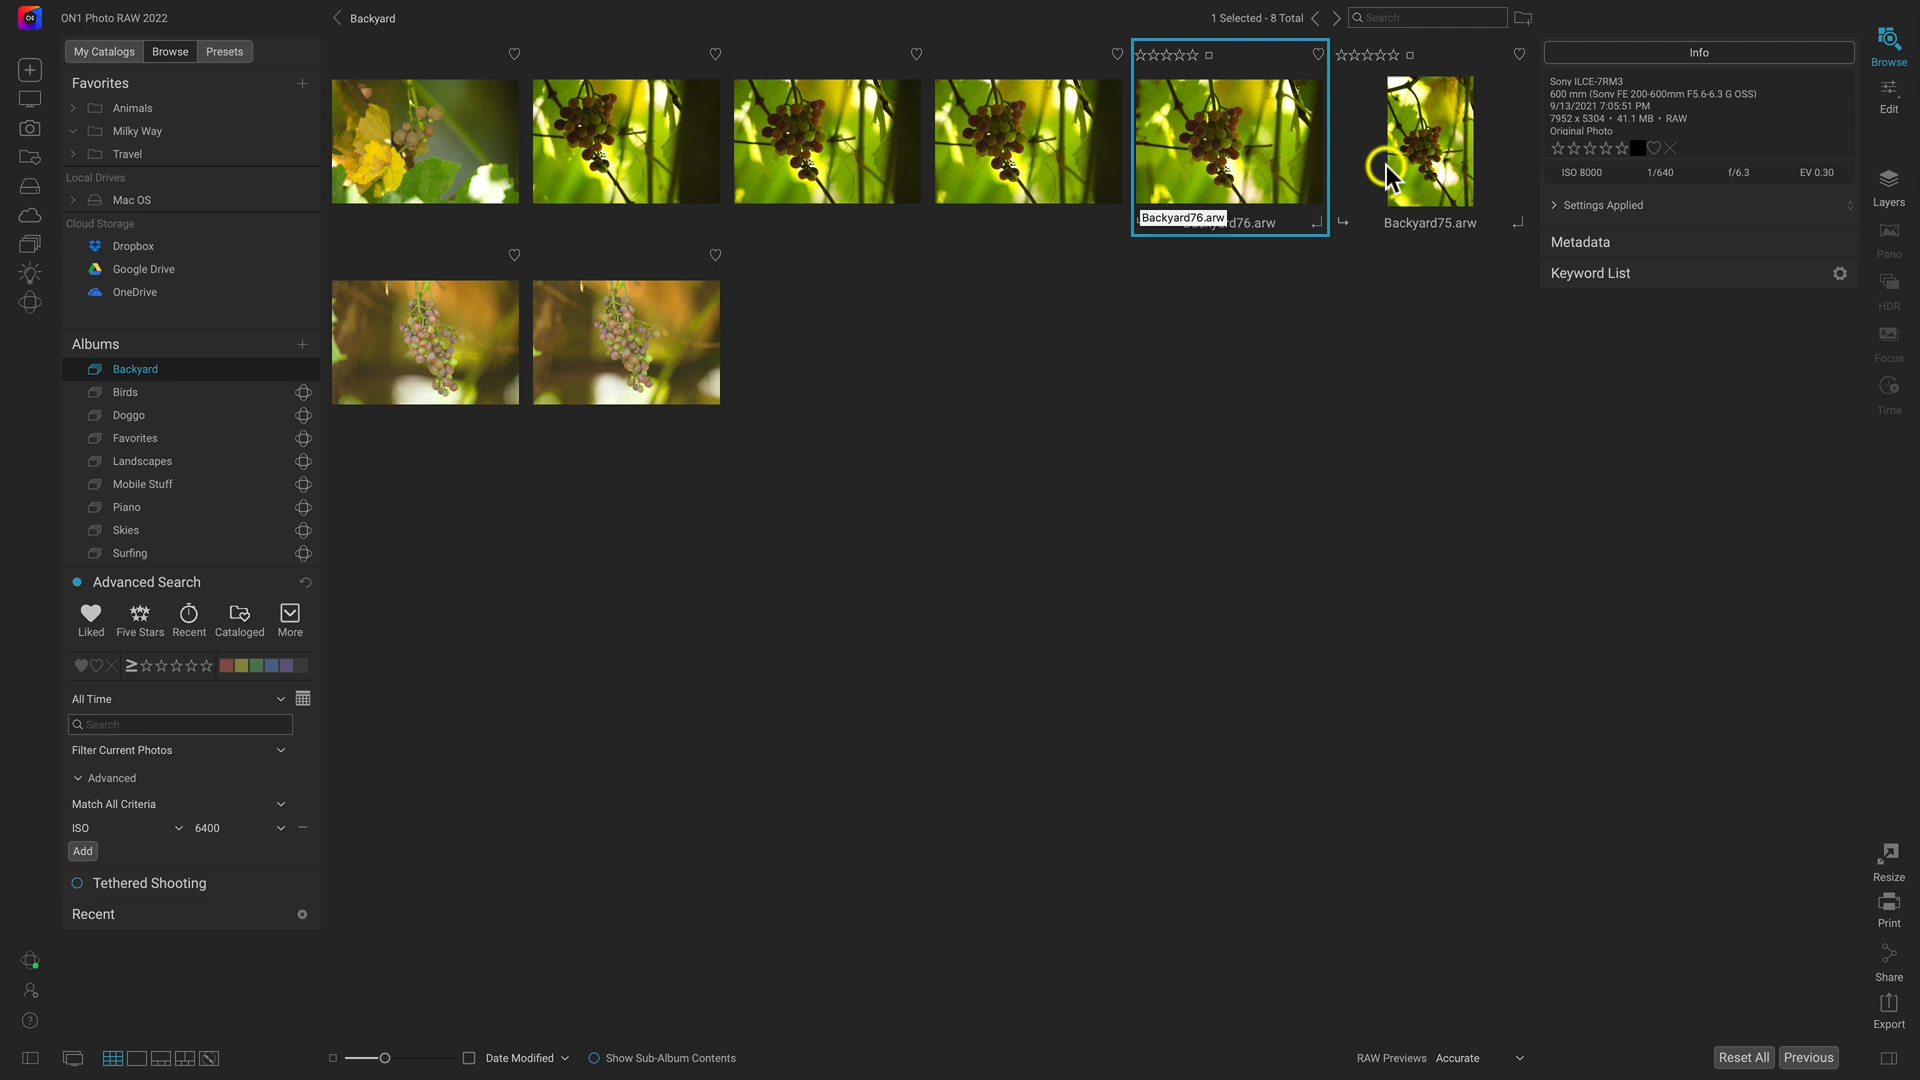 ON1 Photo RAW 2022
Backyard
1 Selected - 8 Total
Search
My Catalogs
Browse
Presets
Favorites
Animals
Milky Way
Travel
Local Drives
Mac OS
Cloud Storage
Dropbox
Google Drive
OneDrive
Albums
Backyard
Birds
Doggo
Favorites
Landscapes
Mobile Stuff
Piano
Skies
Surfing
Advanced Search
Liked
Five Stars
Recent
Cataloged
More
All Time
Search
Filter Current Photos
Advanced
Match All Criteria
ISO
6400
Add
Tethered Shooting
Recent
Backyard76.arw
Backyard75.arw
Info
Sony ILCE-7RM3
600 mm (Sony FE 200-600mm F5.6-6.3 G OSS)
9/13/2021 7:05:51 PM
7952 x 5304 • 41.1 MB • RAW
Original Photo
ISO 8000
1/640
f/6.3
EV 0.30
Settings Applied
Metadata
Keyword List
Browse
Edit
Layers
Pano
HDR
Focus
Time
Resize
Print
Share
Export
Date Modified
Show Sub-Album Contents
RAW Previews
Accurate
Reset All
Previous